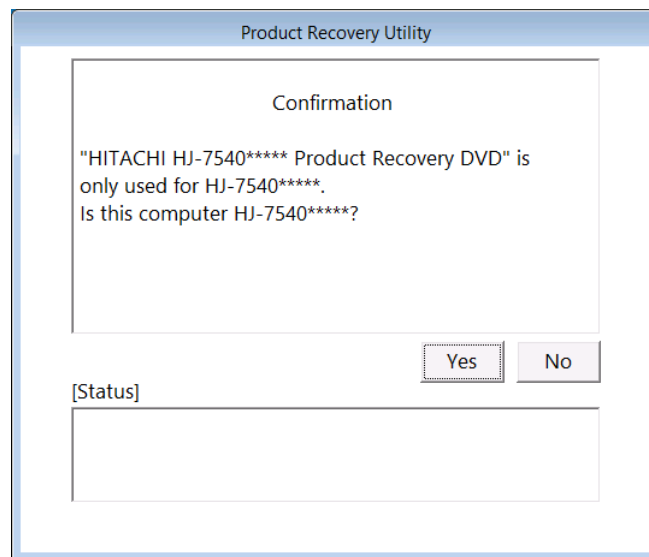 Product Recovery Utility
Confirmation
"HITACHI HJ-7540***** Product Recovery DVD" is
only used for HJ-7540*****.
Is this computer HJ-7540*****?
Yes No
[Status]